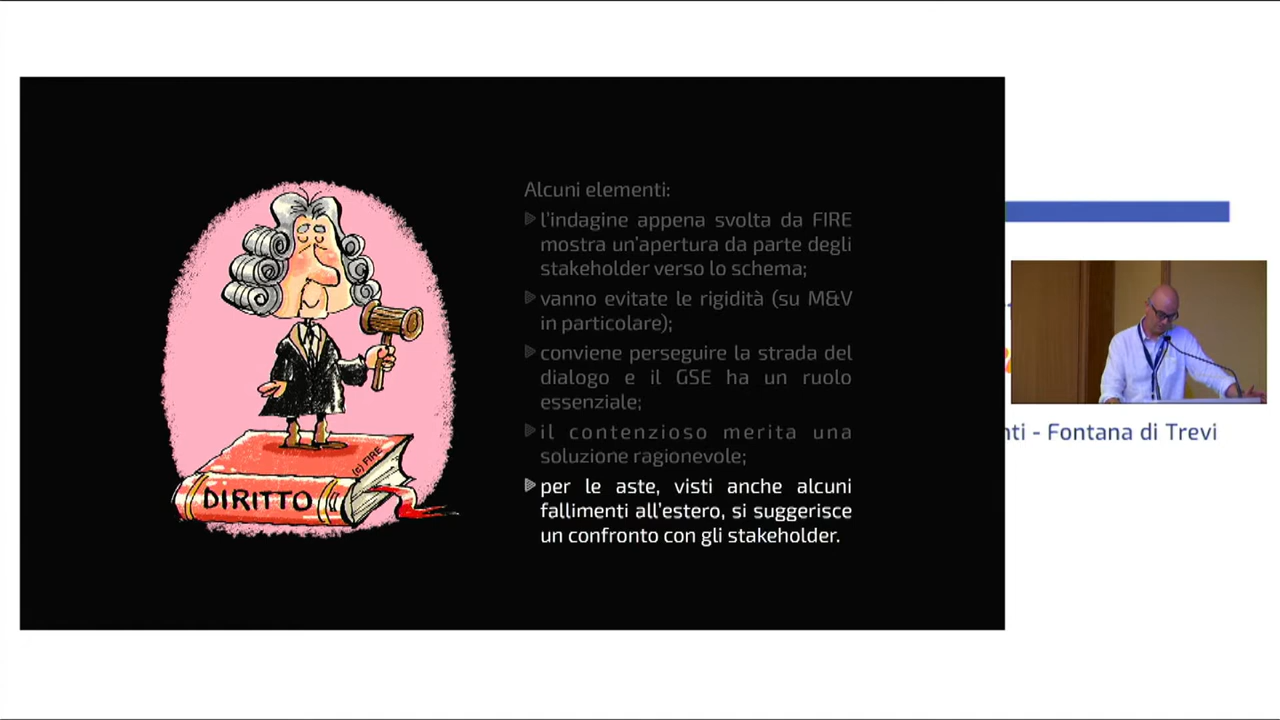 Alcuni elementi:
l'indagine appena svolta da FIRE
mostra un'apertura da parte degli
stakeholder verso lo schema;
vanno evitate le rigidità (su M&V
in particolare);
conviene perseguire la strada del
dialogo e il GSE ha un ruolo
essenziale;
il contenzioso merita una
soluzione ragionevole;
per le aste, visti anche alcuni
fallimenti all'estero, si suggerisce
un confronto con gli stakeholder.
(c) FIRE
DIRITTO
nti - Fontana di Trevi